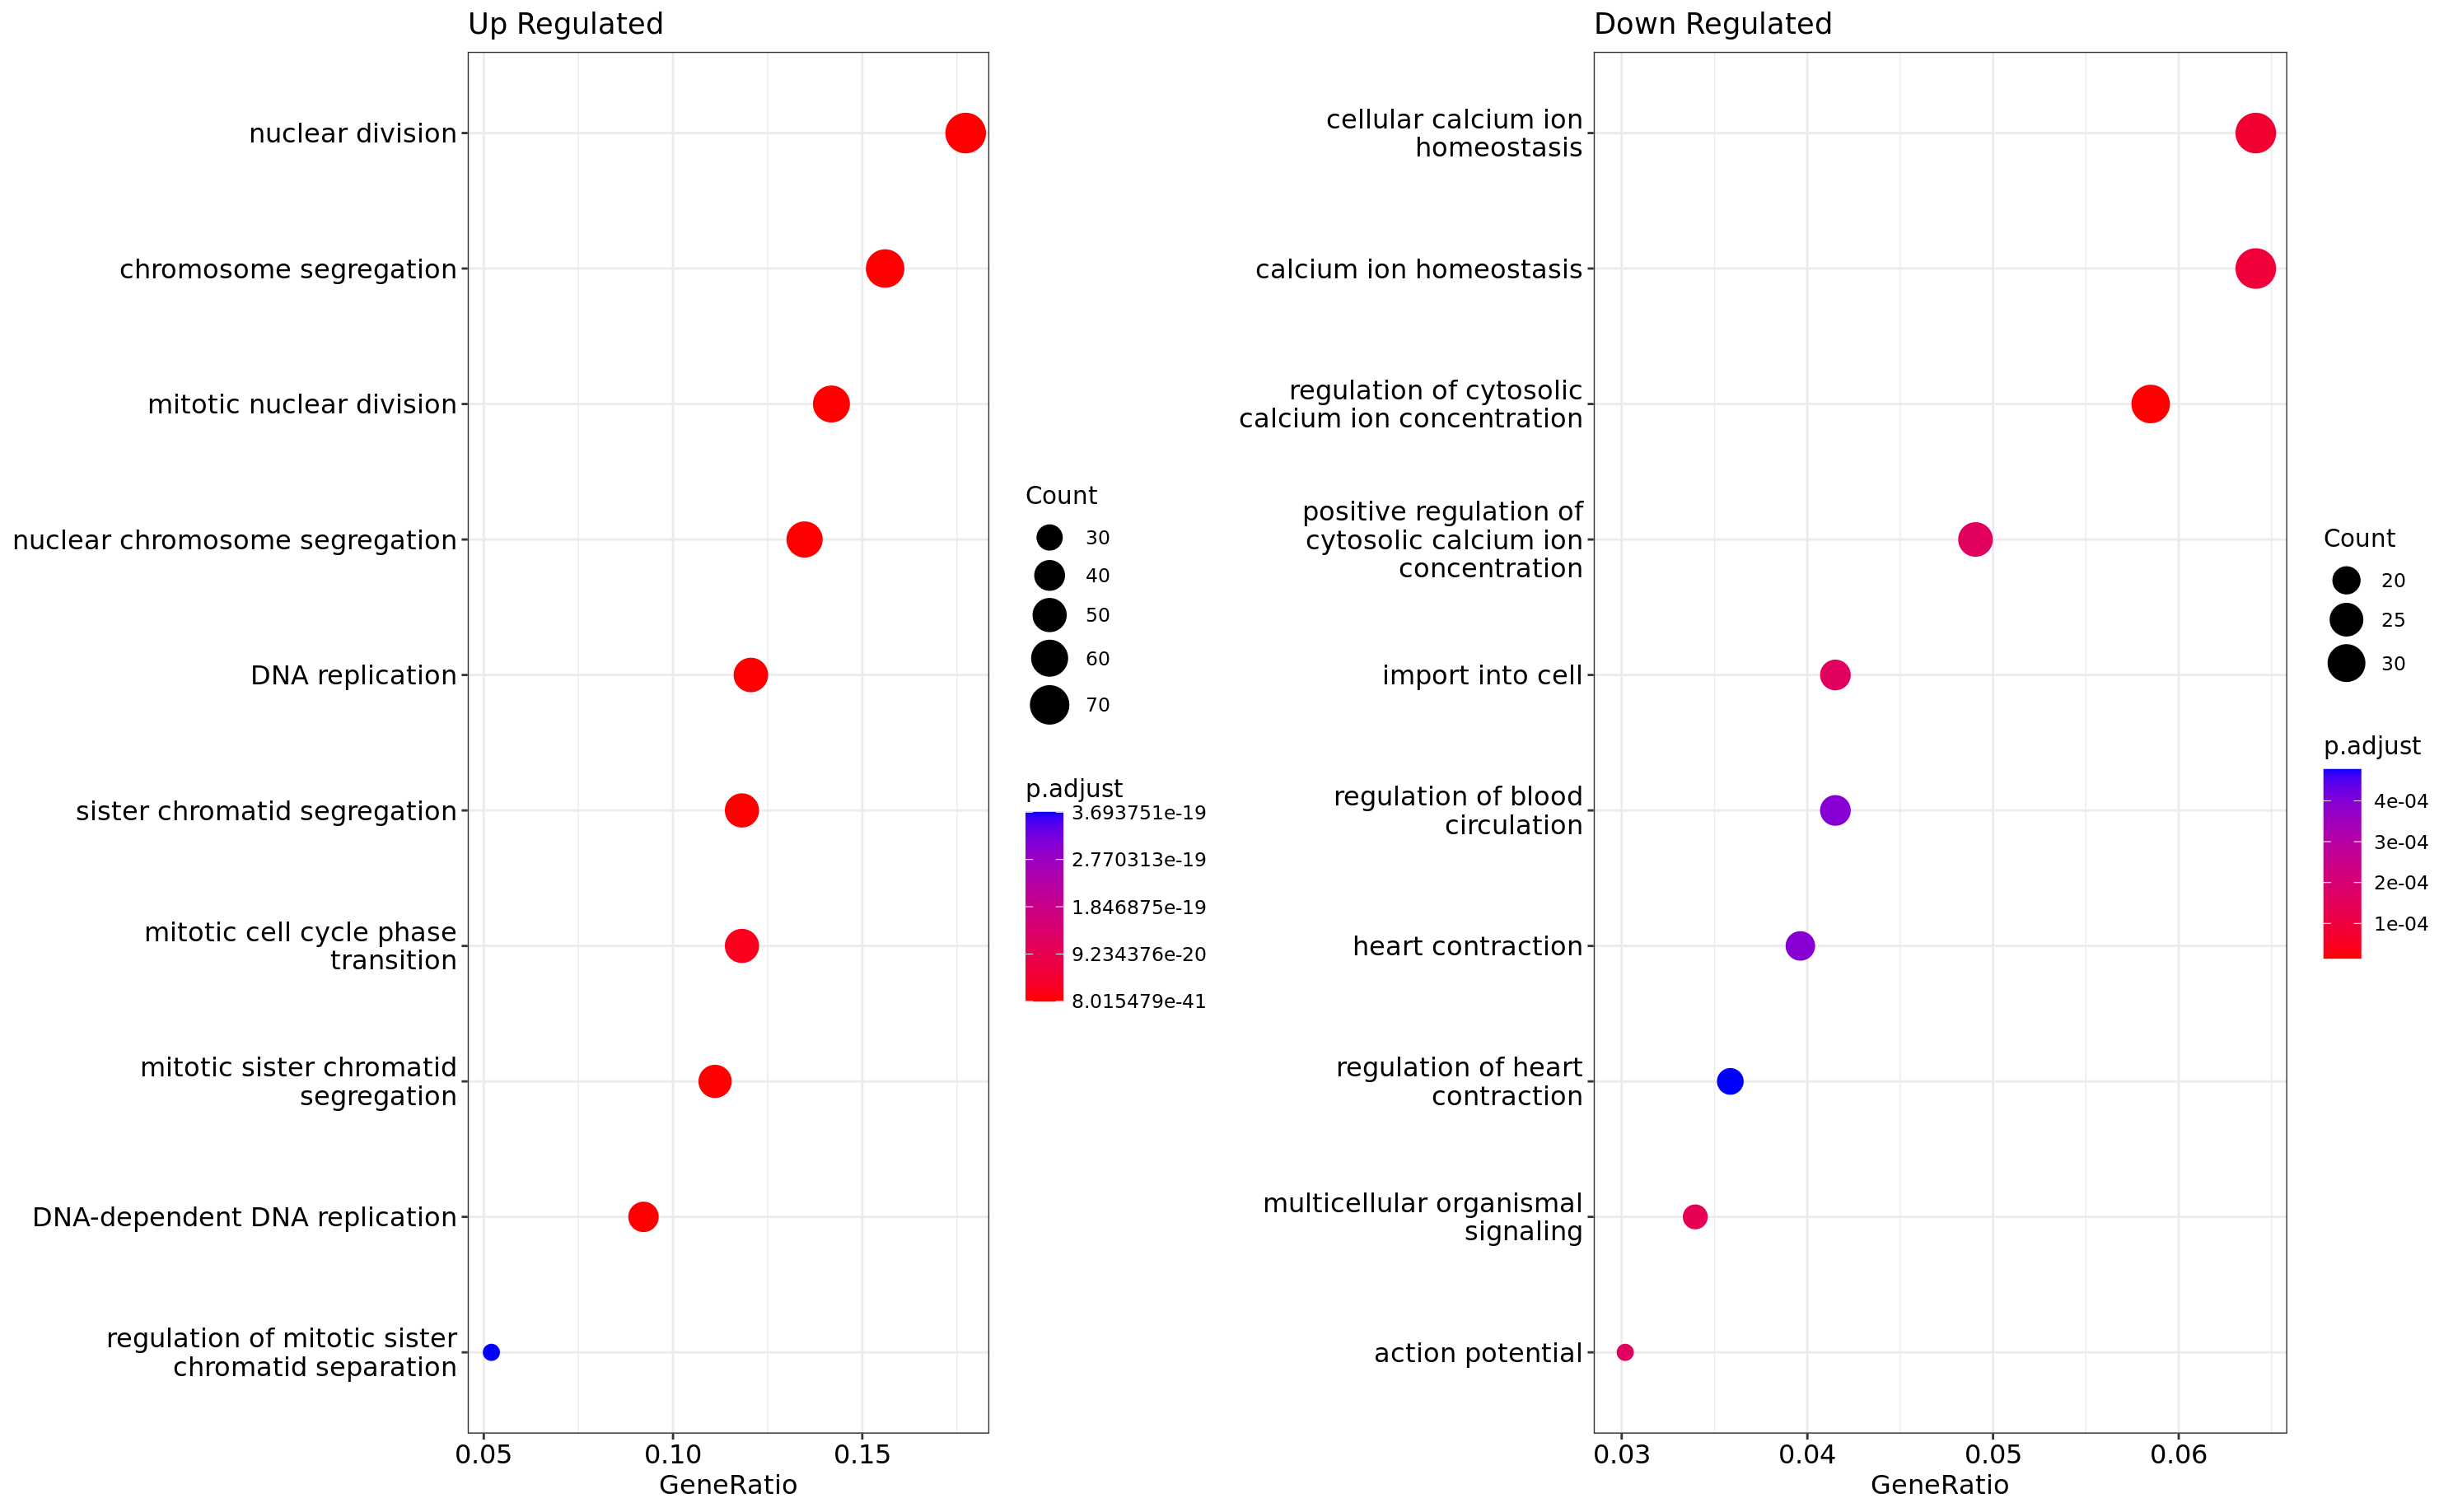 Up Regulated
nuclear division
chromosome segregation
mitotic nuclear division
nuclear chromosome segregation
DNA replication
sister chromatid segregation
mitotic cell cycle phase
transition
mitotic sister chromatid
segregation
DNA-dependent DNA replication
regulation of mitotic sister
chromatid separation
0.05
0.10
0.15
GeneRatio
Count
30
40
50
60
70
p.adjust
3.693751e-19
2.770313e-19
1.846875e-19
9.234376e-20
8.015479e-41
Down Regulated
cellular calcium ion
homeostasis
calcium ion homeostasis
regulation of cytosolic
calcium ion concentration
positive regulation of
cytosolic calcium ion
concentration
import into cell
regulation of blood
circulation
heart contraction
regulation of heart
contraction
multicellular organismal
signaling
action potential
0.03
0.04
0.05
0.06
GeneRatio
Count
20
25
30
p.adjust
4e-04
3e-04
2e-04
1e-04